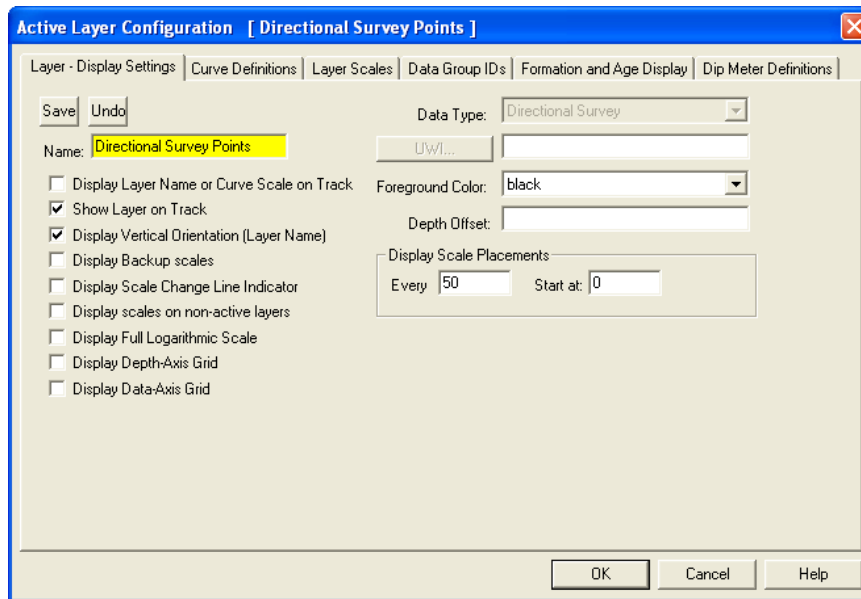 Active Layer Configuration [ Directional Survey Points ]
Layer - Display Settings Curve Definitions Layer Scales Data Group IDs Formation and Age Display Dip Meter Definitions
Save Undo
Name: Directional Survey Points
Display Layer Name or Curve Scale on Track
Show Layer on Track
Display Vertical Orientation (Layer Name)
Display Backup scales
Display Scale Change Line Indicator
Display scales on non-active layers
Display Full Logarithmic Scale
Display Depth-Axis Grid
Display Data-Axis Grid
Data Type: Directional Survey
UWI...
Foreground Color: black
Depth Offset:
Display Scale Placements
Every 50 Start at: 0
OK Cancel Help